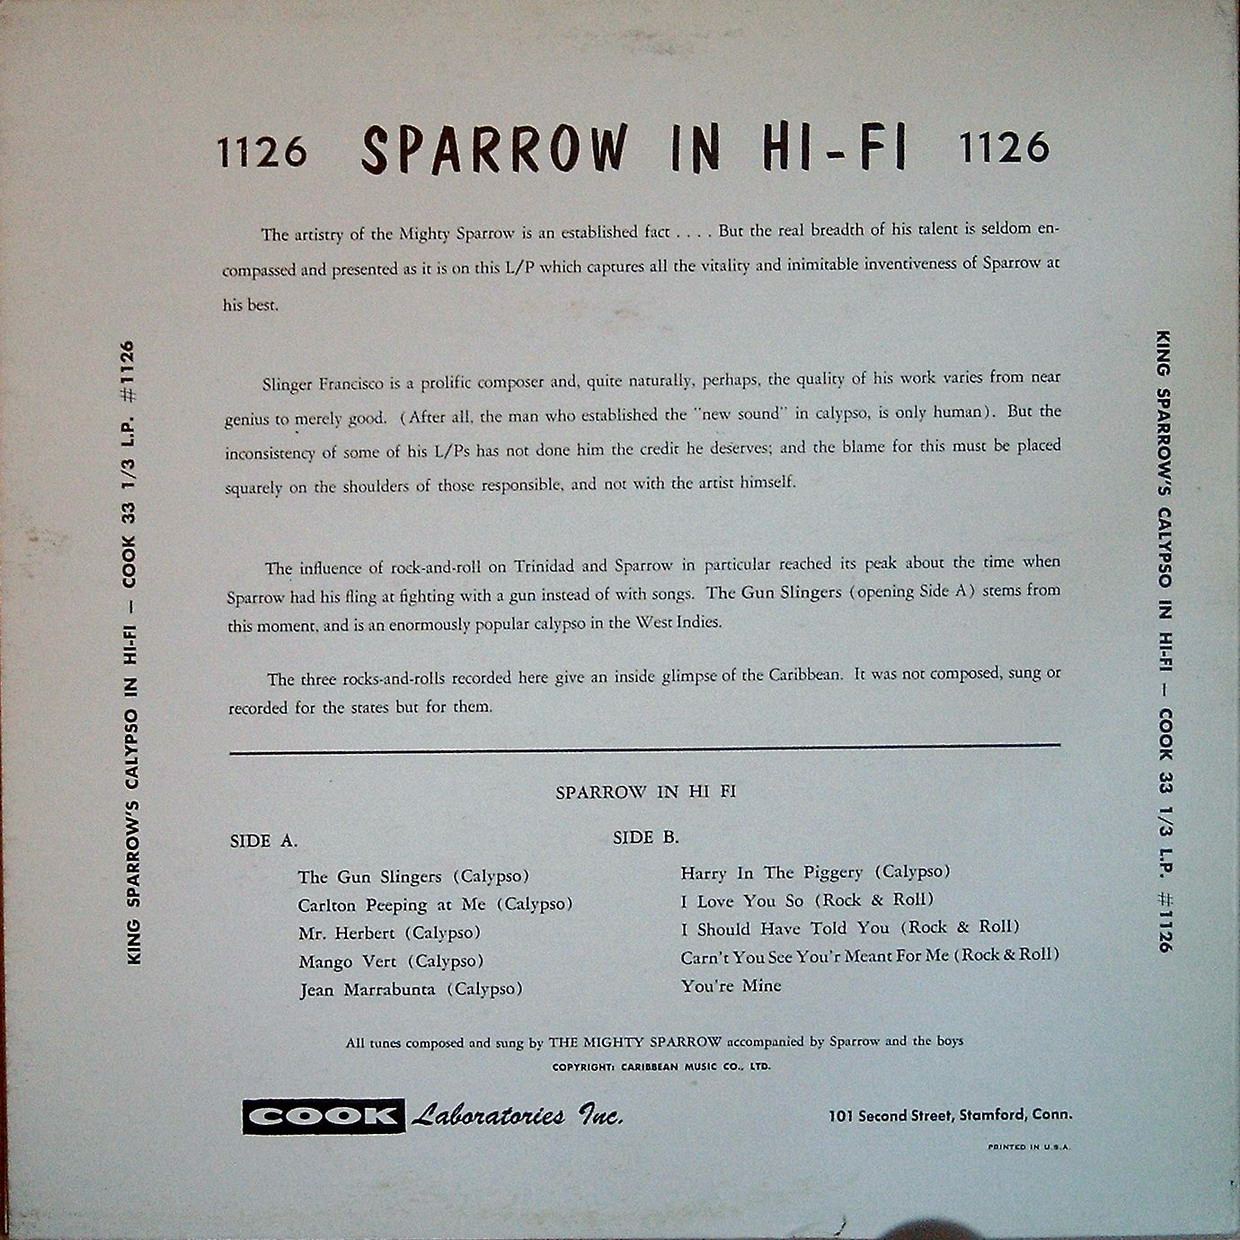 1126 SPARROW IN HI-FI 1126
The artistry of the Mighty Sparrow is an established fact . . . . But the real breadth of his talent is seldom en-
compassed and presented as it is on this L/P which captures all the vitality and inimitable inventiveness of Sparrow at
his best.
Slinger Francisco is a prolific composer and, quite naturally, perhaps, the quality of his work varies from near
genius to merely good. (After all, the man who established the "new sound" in calypso, is only human). But the
inconsistency of some of his L/Ps has not done him the credit he deserves; and the blame for this must be placed
squarely on the shoulders of those responsible, and not with the artist himself.
The influence of rock-and-roll on Trinidad and Sparrow in particular reached its peak about the time when
Sparrow had his fling at fighting with a gun instead of with songs. The Gun Slingers (opening Side A) stems from
this moment, and is an enormously popular calypso in the West Indies.
The three rocks-and-rolls recorded here give an inside glimpse of the Caribbean. It was not composed, sung or
recorded for the states but for them.
SPARROW IN HI FI
SIDE A.
The Gun Slingers (Calypso)
Carlton Peeping at Me (Calypso)
Mr. Herbert (Calypso)
Mango Vert (Calypso)
Jean Marrabunta (Calypso)
SIDE B.
Harry In The Piggery (Calypso)
I Love You So (Rock & Roll)
I Should Have Told You (Rock & Roll)
Carn't You See You'r Meant For Me (Rock & Roll)
You're Mine
All tunes composed and sung by THE MIGHTY SPARROW accompanied by Sparrow and the boys
COPYRIGHT: CARIBBEAN MUSIC CO., LTD.
COOK Laboratories Inc.
101 Second Street, Stamford, Conn.
PRINTED IN U.S.A.
KING SPARROW'S CALYPSO IN HI-FI — COOK 33 1/3 L.P. #1126
KING SPARROW'S CALYPSO IN HI-FI — COOK 33 1/3 L.P. #1126